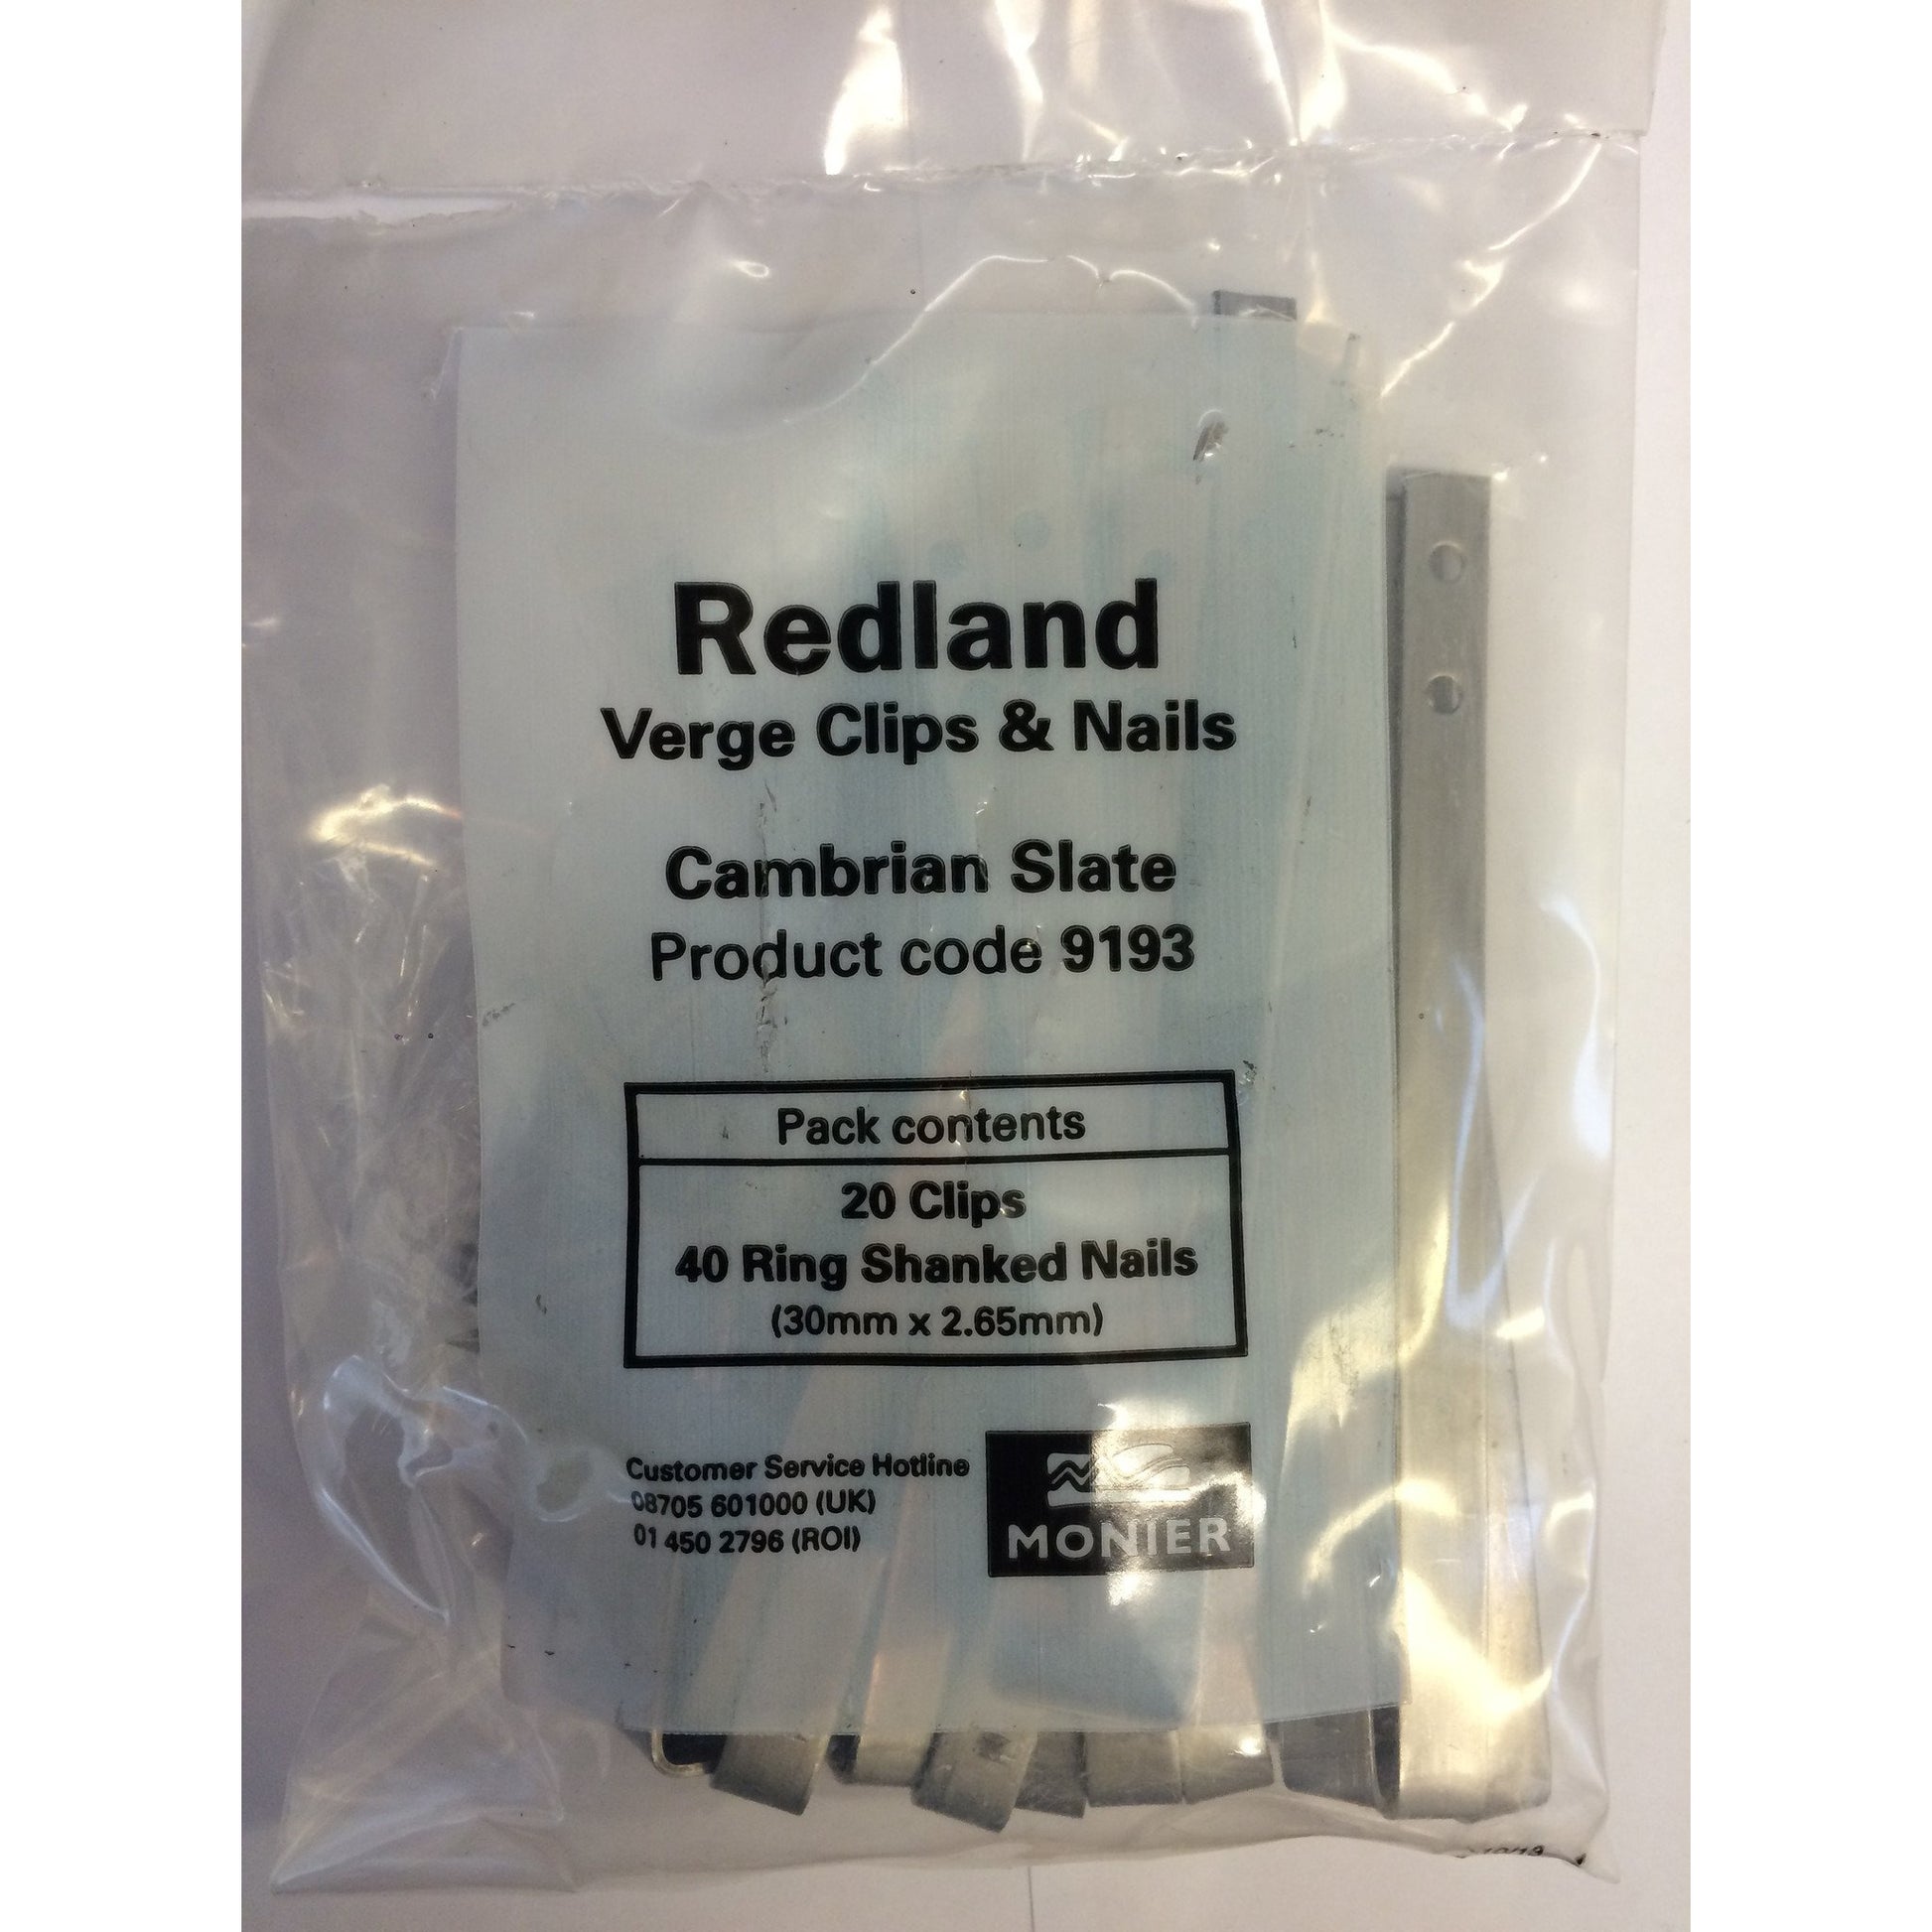 Redland
Verge Clips & Nails
Cambrian Slate
Product code 9193
Pack contents
20 Clips
40 Ring Shanked Nails
(30mm x 2.65mm)
Customer Service Hotline
08705 601000 (UK)
01 450 2796 (ROI)
MONIER